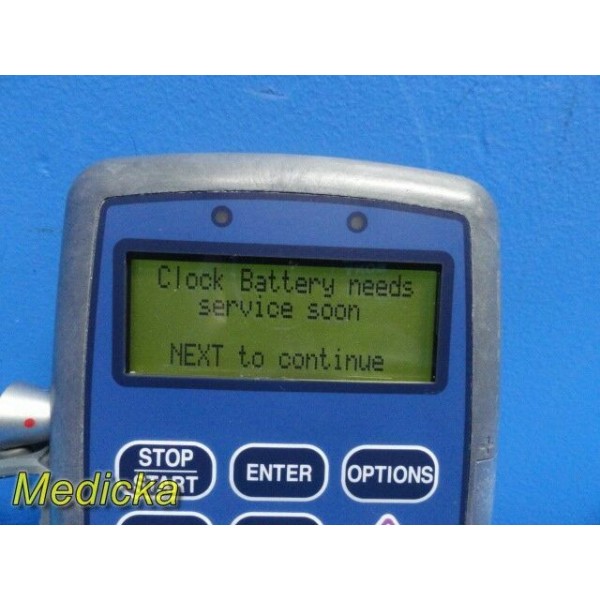 Clock Battery needs
service soon
NEXT to continue
STOP
START
ENTER
OPTIONS
Medicka